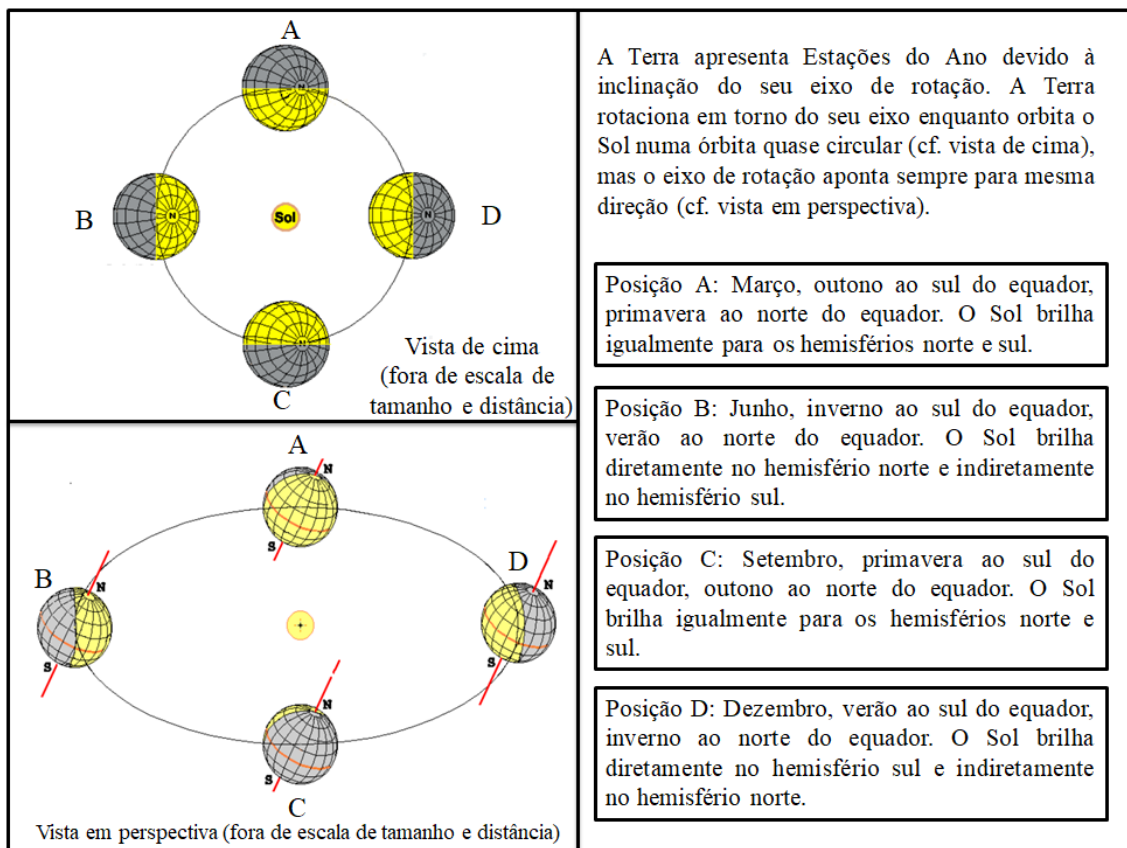 A
N
B
N
Sol
N
D
N
C
Vista de cima
(fora de escala de
tamanho e distância)
A
N
S
B
N
S
D
N
S
N
S
C
Vista em perspectiva (fora de escala de tamanho e distância)
A Terra apresenta Estações do Ano devido à
inclinação do seu eixo de rotação. A Terra
rotaciona em torno do seu eixo enquanto orbita o
Sol numa órbita quase circular (cf. vista de cima),
mas o eixo de rotação aponta sempre para mesma
direção (cf. vista em perspectiva).
Posição A: Março, outono ao sul do equador,
primavera ao norte do equador. O Sol brilha
igualmente para os hemisférios norte e sul.
Posição B: Junho, inverno ao sul do equador,
verão ao norte do equador. O Sol brilha
diretamente no hemisfério norte e indiretamente
no hemisfério sul.
Posição C: Setembro, primavera ao sul do
equador, outono ao norte do equador. O Sol
brilha igualmente para os hemisférios norte e
sul.
Posição D: Dezembro, verão ao sul do equador,
inverno ao norte do equador. O Sol brilha
diretamente no hemisfério sul e indiretamente
no hemisfério norte.